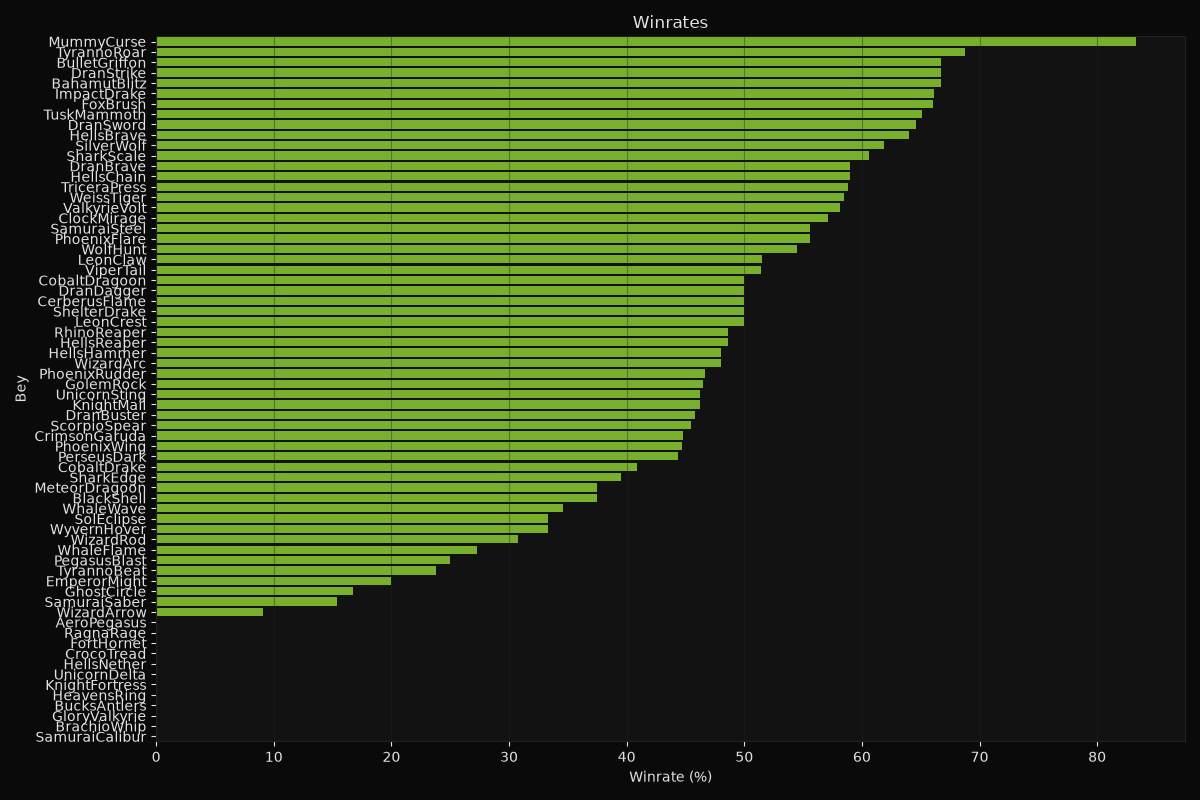 Winrates
MummyCurse
TyrannoRoar
BulletGriffon
DranStrike
BahamutBlitz
ImpactDrake
FoxBrush
TuskMammoth
DranSword
HellsBrave
SilverWolf
SharkScale
DranBrave
HellsChain
TriceraPress
WeissTiger
ValkyrieVolt
ClockMirage
SamuraiSteel
PhoenixFlare
WolfHunt
LeonClaw
ViperTail
CobaltDragoon
DranDagger
CerberusFlame
ShelterDrake
LeonCrest
RhinoReaper
HellsReaper
HellsHammer
WizardArc
PhoenixRudder
GolemRock
UnicornSting
KnightMail
DranBuster
ScorpioSpear
CrimsonGaruda
PhoenixWing
PerseusDark
CobaltDrake
SharkEdge
MeteorDragoon
BlackShell
WhaleWave
SolEclipse
WyvernHover
WizardRod
WhaleFlame
PegasusBlast
TyrannoBeat
EmperorMight
GhostCircle
SamuraiSaber
WizardArrow
AeroPegasus
RagnaRage
FortHornet
CrocoTread
HellsNether
UnicornDelta
KnightFortress
HeavensRing
BucksAntlers
GloryValkyrie
BrachioWhip
SamuraiCalibur
Bey
0 10 20 30 40 50 60 70 80
Winrate (%)